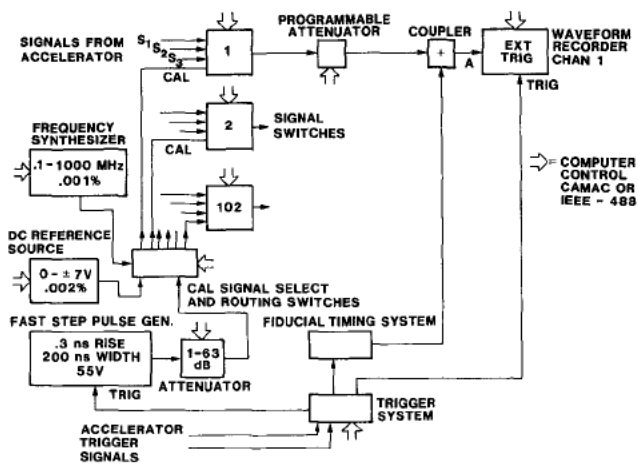 SIGNALS FROM
ACCELERATOR
S1
S2
S3
CAL
1
PROGRAMMABLE
ATTENUATOR
COUPLER
+
A
EXT
TRIG
WAVEFORM
RECORDER
CHAN 1
TRIG
2
CAL
SIGNAL
SWITCHES
102
= COMPUTER
CONTROL
CAMAC OR
IEEE - 488
FREQUENCY
SYNTHESIZER
.1-1000 MHz
.001%
DC REFERENCE
SOURCE
0-±7V
.002%
CAL SIGNAL SELECT
AND ROUTING SWITCHES
FAST STEP PULSE GEN.
.3 ns RISE
200 ns WIDTH
55V
TRIG
1-63
dB
ATTENUATOR
FIDUCIAL TIMING SYSTEM
TRIGGER
SYSTEM
ACCELERATOR
TRIGGER
SIGNALS